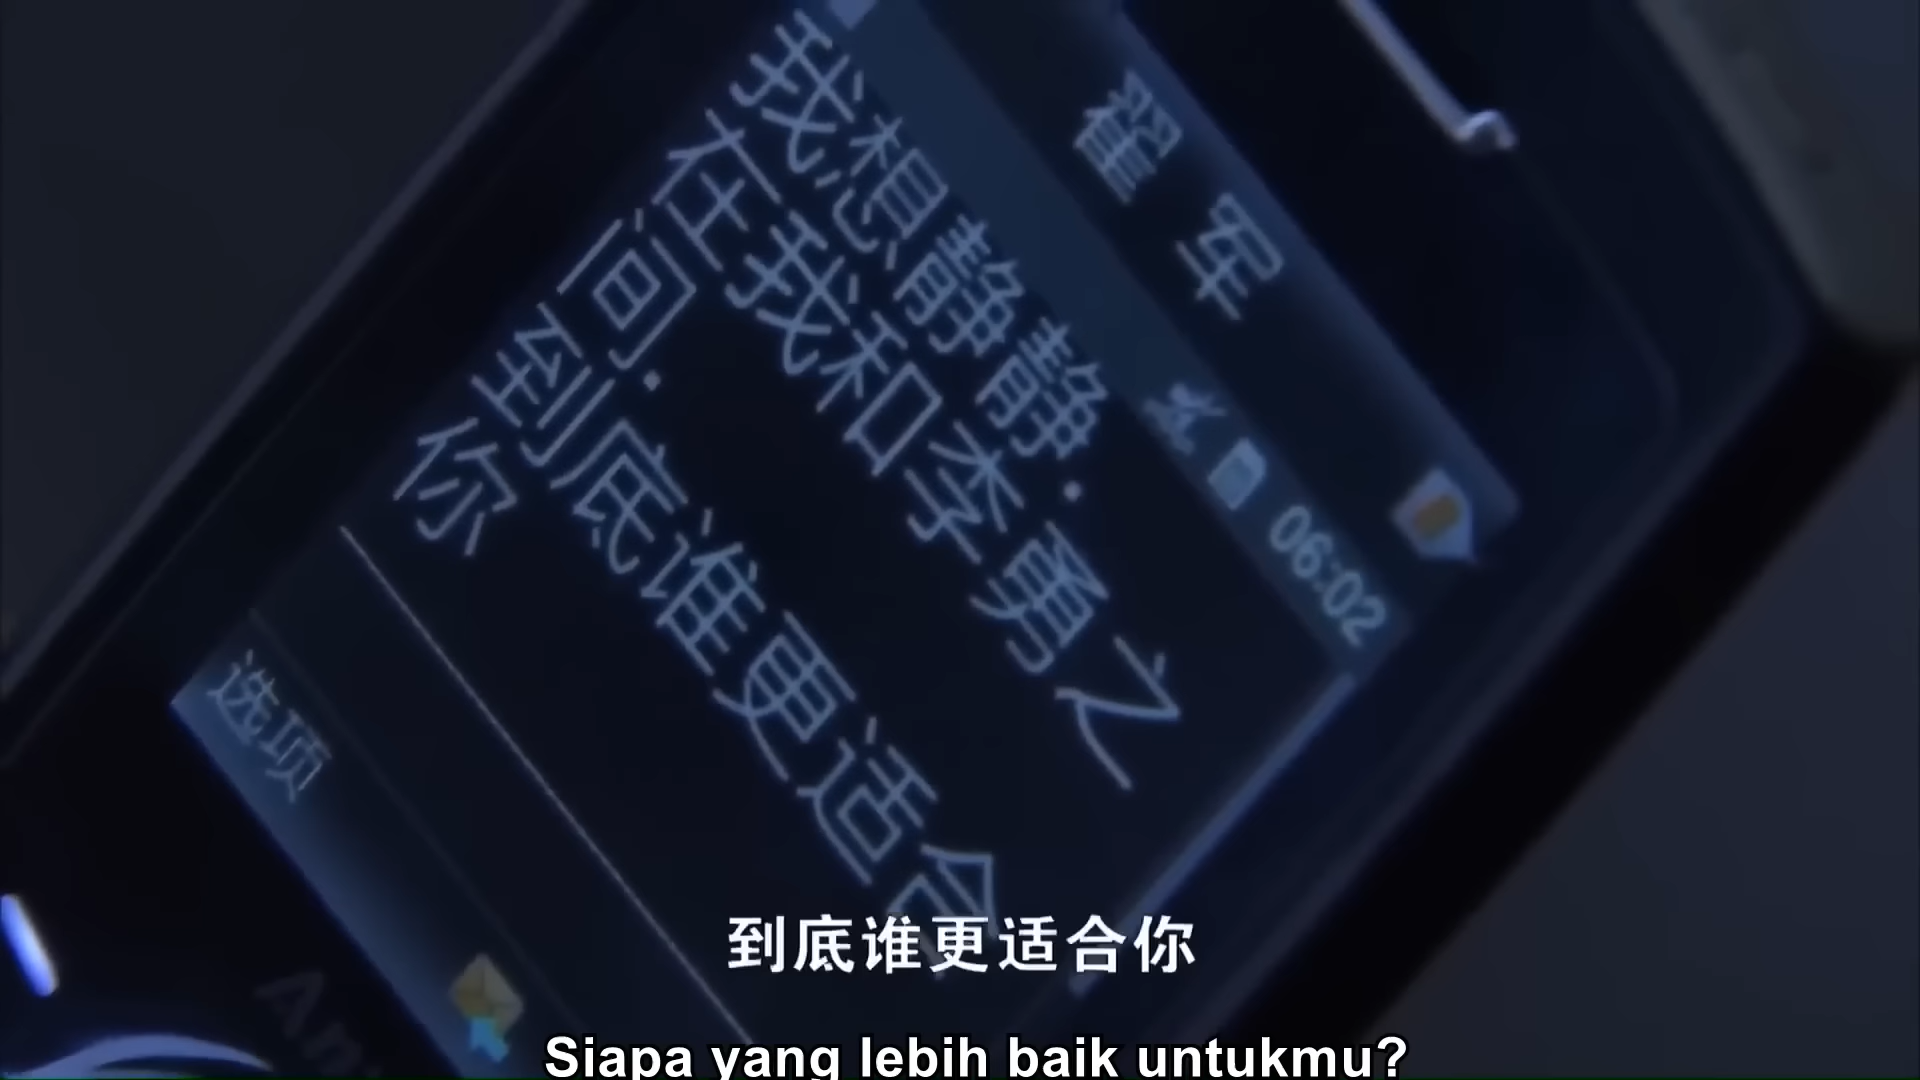 翟军
06:02
我想静静.
在我和李勇之
间.
到底谁更适合
你
选项
到底谁更适合你
Siapa yang lebih baik untukmu?